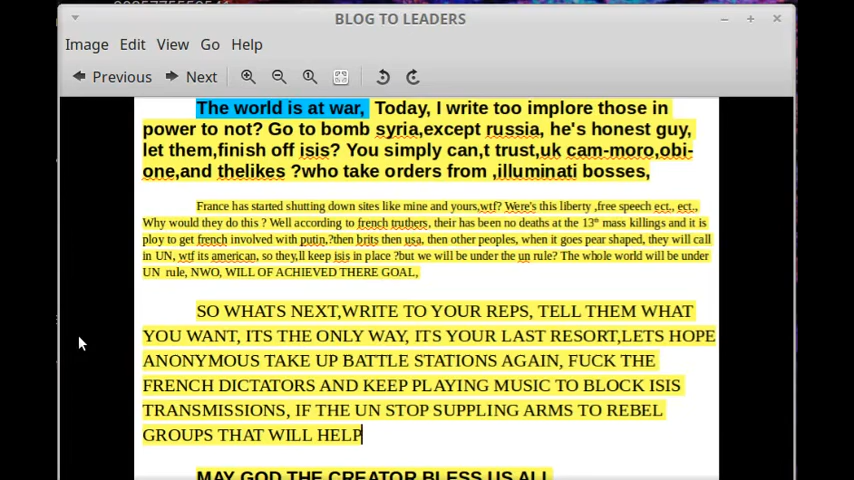 BLOG TO LEADERS
Image Edit View Go Help
Previous Next
The world is at war, Today, I write too implore those in
power to not? Go to bomb syria,except russia, he's honest guy,
let them,finish off isis? You simply can,t trust,uk cam-moro,obi-
one,and thelikes ?who take orders from ,illuminati bosses,
France has started shutting down sites like mine and yours,wtf? Were's this liberty ,free speech ect., ect.,
Why would they do this ? Well according to french truthers, their has been no deaths at the 13th mass killings and it is
ploy to get french involved with putin,?then brits then usa, then other peoples, when it goes pear shaped, they will call
in UN, wtf its american, so they,ll keep isis in place ?but we will be under the un rule? The whole world will be under
UN rule, NWO, WILL OF ACHIEVED THERE GOAL,
SO WHATS NEXT,WRITE TO YOUR REPS, TELL THEM WHAT
YOU WANT, ITS THE ONLY WAY, ITS YOUR LAST RESORT,LETS HOPE
ANONYMOUS TAKE UP BATTLE STATIONS AGAIN, FUCK THE
FRENCH DICTATORS AND KEEP PLAYING MUSIC TO BLOCK ISIS
TRANSMISSIONS, IF THE UN STOP SUPPLING ARMS TO REBEL
GROUPS THAT WILL HELP
MAY GOD THE CREATOR BLESS US ALL